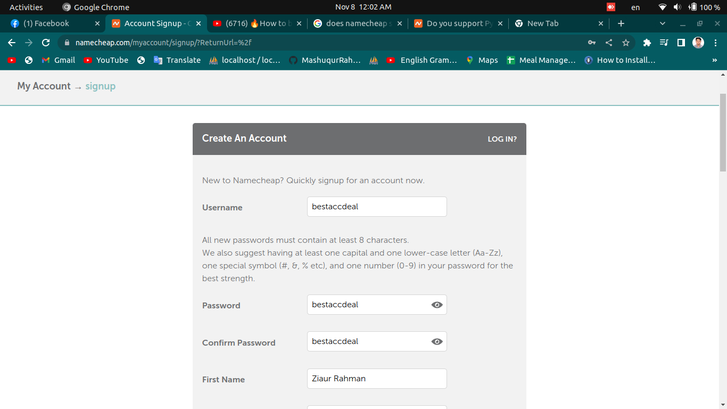 Activities
Google Chrome
Nov 8 12:02 AM
en
100 %
(1) Facebook
Account Signup -
(6716) 🔥How to
does namecheap
Do you support
New Tab
namecheap.com/myaccount/signup/?ReturnUrl=%2f
Gmail
YouTube
Translate
localhost / loc...
MashuqurRah...
English Gram...
Maps
Meal Manage...
How to Install...
»
My Account → signup
Create An Account
LOG IN?
New to Namecheap? Quickly signup for an account now.
Username
bestaccdeal
All new passwords must contain at least 8 characters.
We also suggest having at least one capital and one lower-case letter (Aa-Zz),
one special symbol (#, &, % etc), and one number (0-9) in your password for the
best strength.
Password
bestaccdeal
Confirm Password
bestaccdeal
First Name
Ziaur Rahman